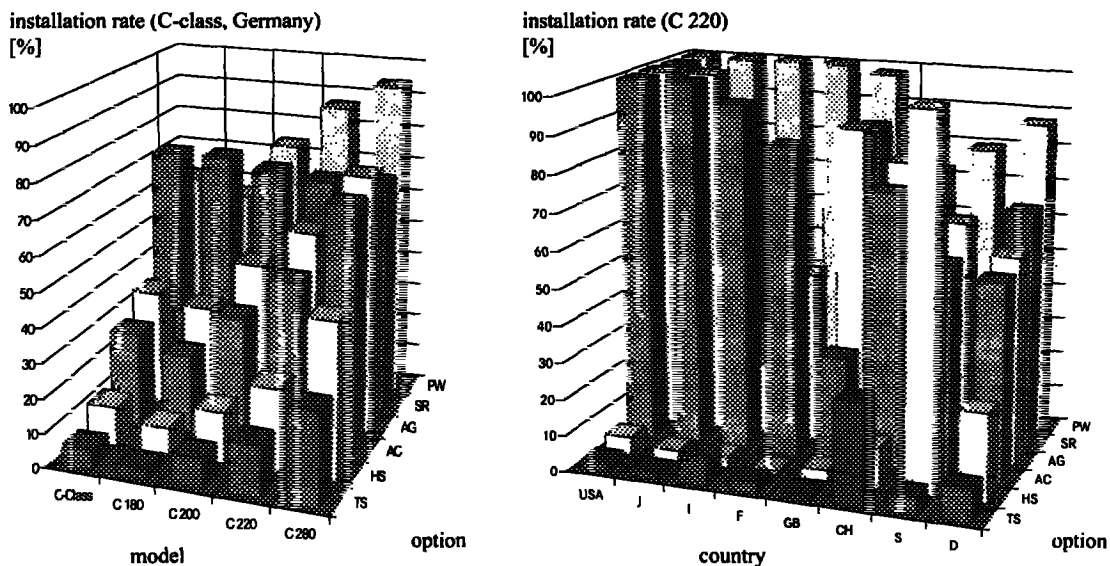 installation rate (C-class, Germany)
[%]
100
90
80
70
60
50
40
30
20
10
0
C-Class
C 180
C 200
C 220
C 280
TS
HS
AC
AG
SR
PW
model
option
installation rate (C 220)
[%]
100
90
80
70
60
50
40
30
20
10
0
USA
J
I
F
GB
CH
S
D
TS
HS
AC
AG
SR
PW
country
option